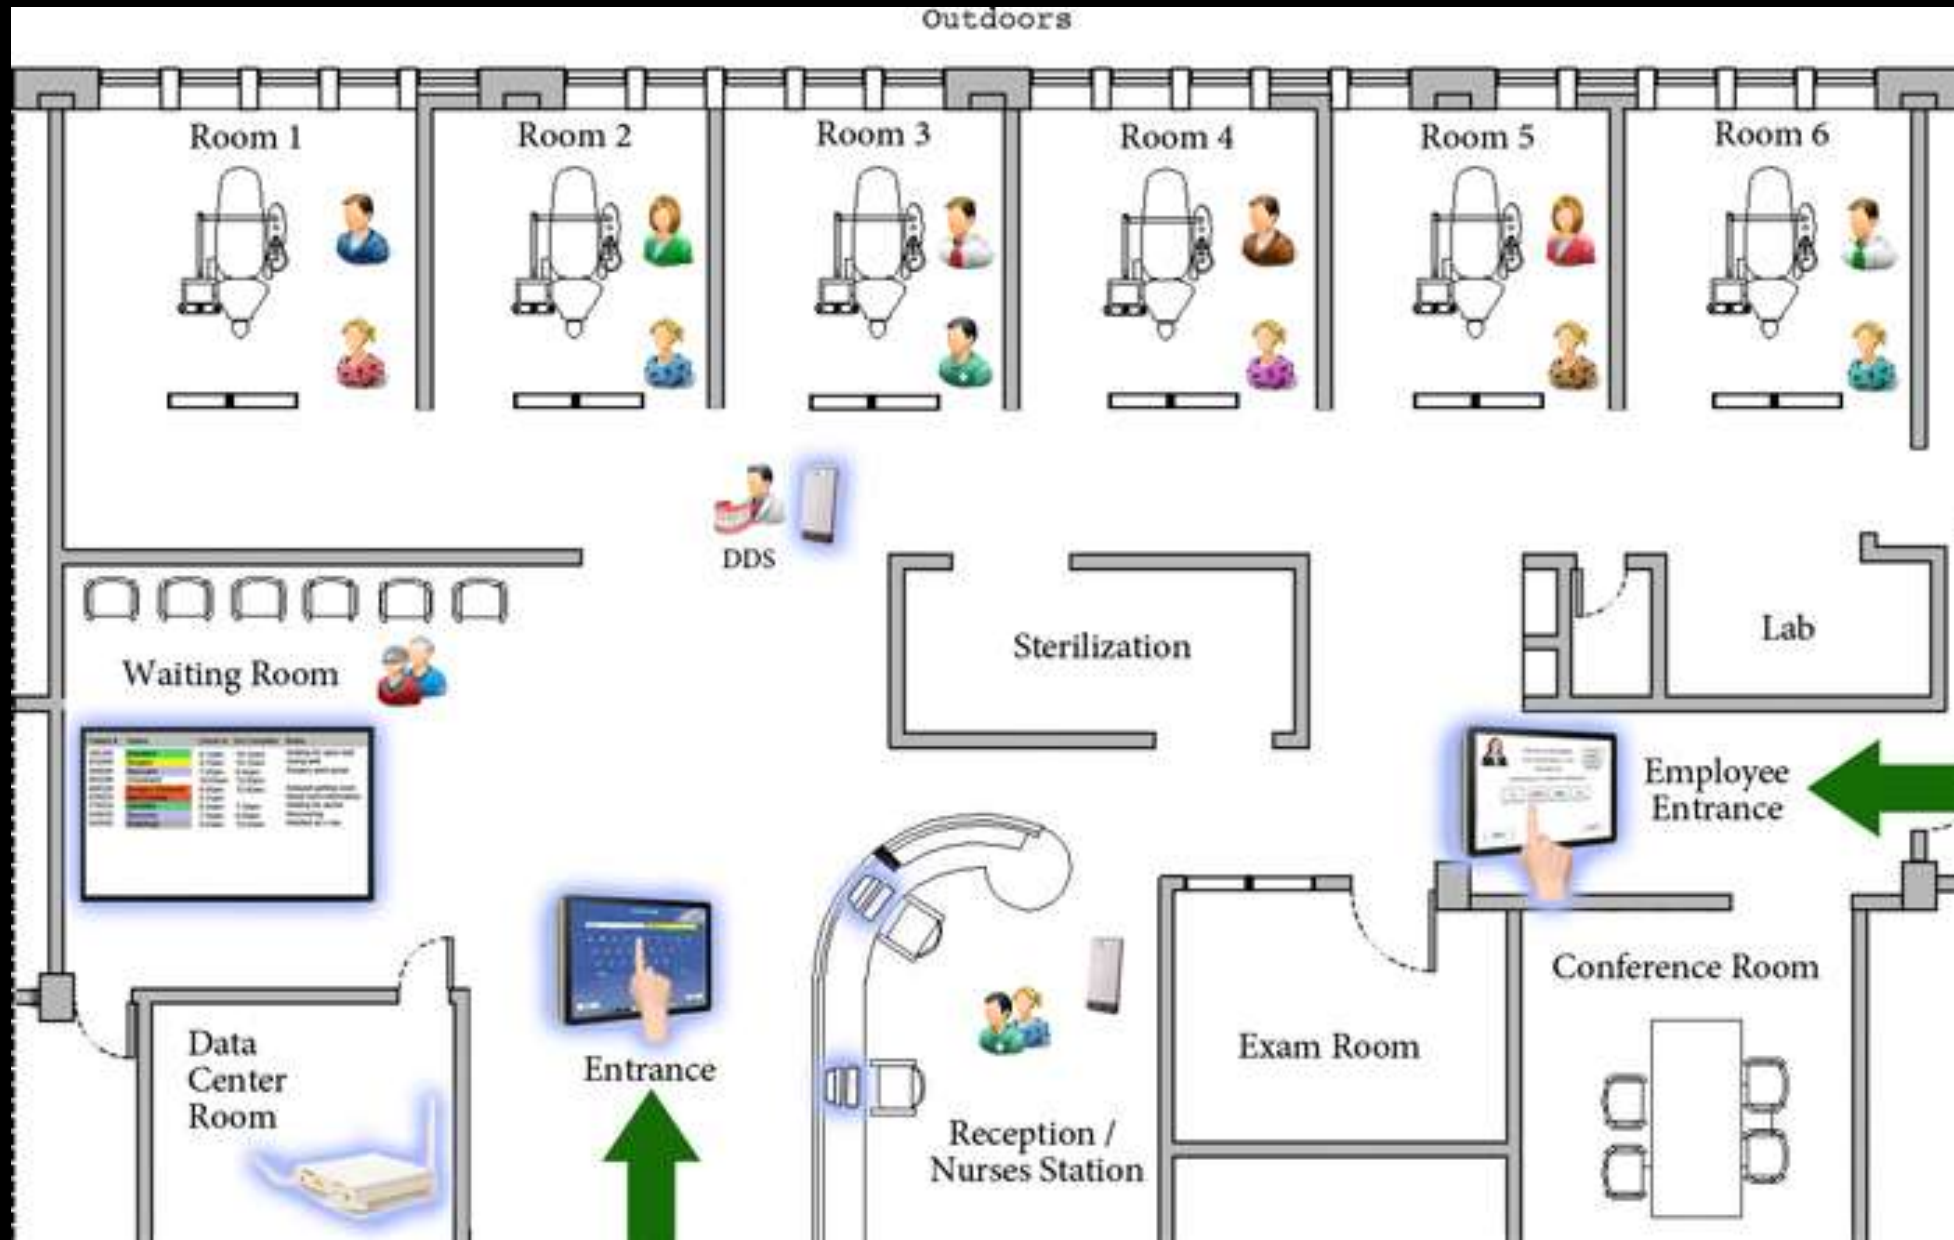 Outdoors
Room 1
Room 2
Room 3
Room 4
Room 5
Room 6
DDS
Waiting Room
Sterilization
Lab
Employee
Entrance
Conference Room
Data
Center
Room
Entrance
Exam Room
Reception /
Nurses Station